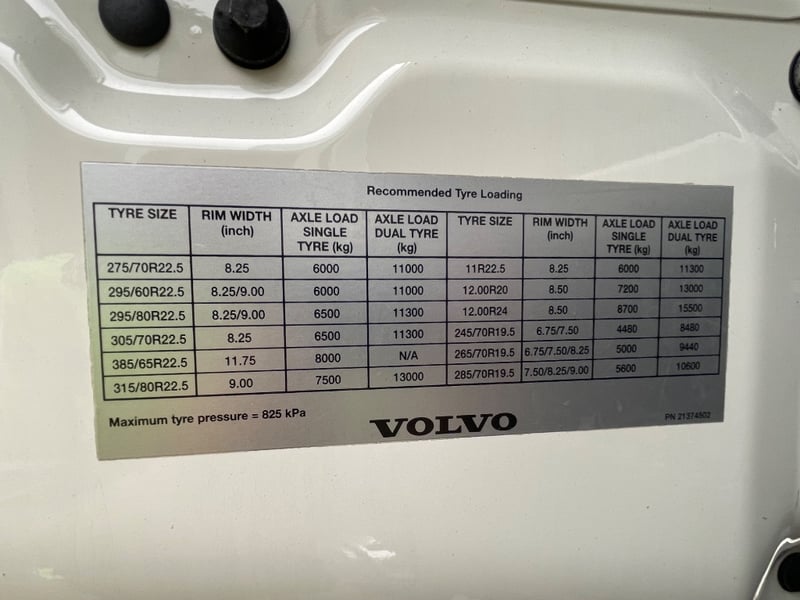 Recommended Tyre Loading
TYRE SIZE RIM WIDTH (inch) AXLE LOAD SINGLE TYRE (kg) AXLE LOAD DUAL TYRE (kg) TYRE SIZE RIM WIDTH (inch) AXLE LOAD SINGLE TYRE (kg) AXLE LOAD DUAL TYRE (kg)
275/70R22.5 8.25 6000 11000 11R22.5 8.25 6000 11300
295/60R22.5 8.25/9.00 6000 11000 12.00R20 8.50 7200 13000
295/80R22.5 8.25/9.00 6500 11300 12.00R24 8.50 8700 15500
305/70R22.5 8.25 6500 11300 245/70R19.5 6.75/7.50 4480 8480
385/65R22.5 11.75 8000 N/A 265/70R19.5 6.75/7.50/8.25 5000 9440
315/80R22.5 9.00 7500 13000 285/70R19.5 7.50/8.25/9.00 5600 10600
Maximum tyre pressure = 825 kPa
VOLVO
PN 21374502